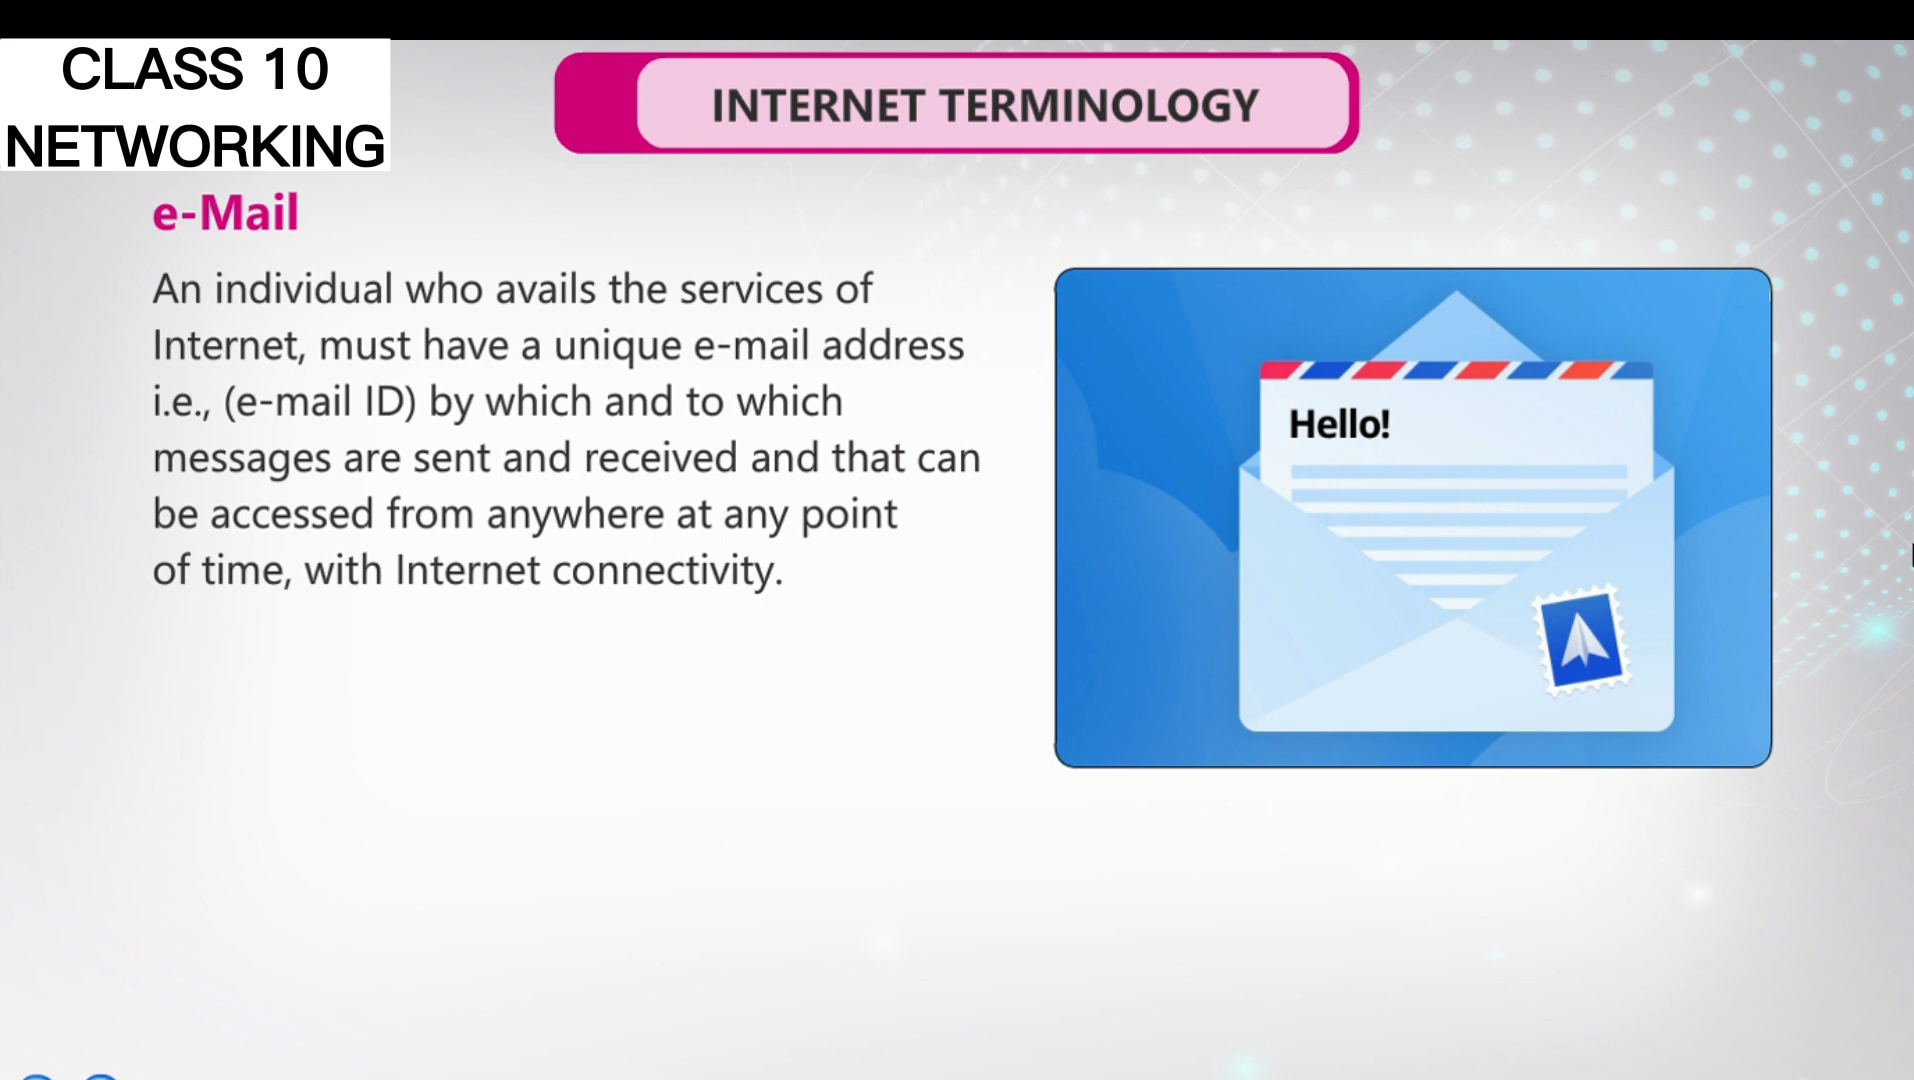 CLASS 10
NETWORKING
INTERNET TERMINOLOGY
e-Mail
An individual who avails the services of
Internet, must have a unique e-mail address
i.e., (e-mail ID) by which and to which
messages are sent and received and that can
be accessed from anywhere at any point
of time, with Internet connectivity.
Hello!